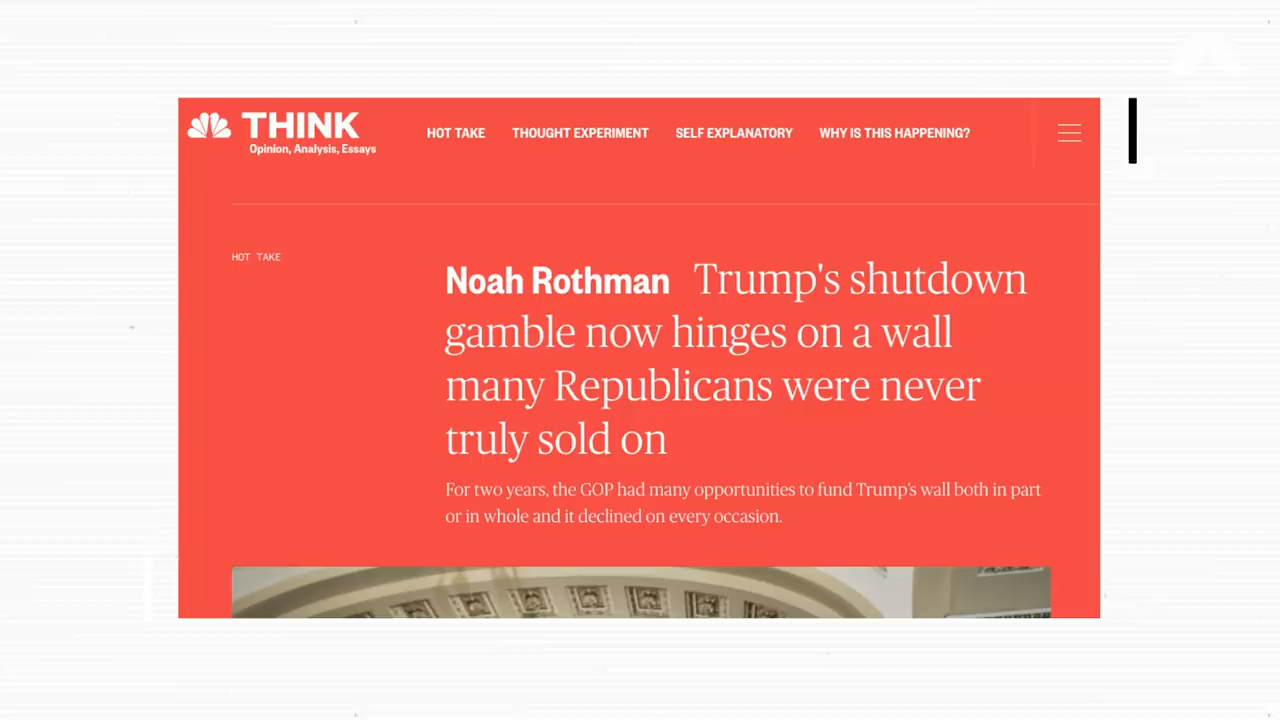 THINK
Opinion, Analysis, Essays
HOT TAKE THOUGHT EXPERIMENT SELF EXPLANATORY WHY IS THIS HAPPENING?
HOT TAKE
Noah Rothman Trump's shutdown
gamble now hinges on a wall
many Republicans were never
truly sold on
For two years, the GOP had many opportunities to fund Trump's wall both in part
or in whole and it declined on every occasion.